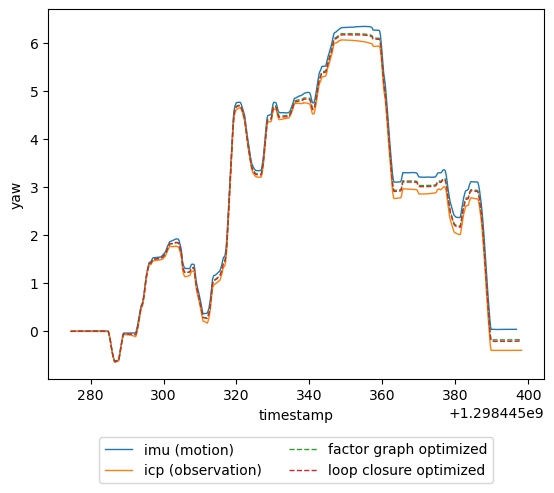 6
5
4
3
2
1
0
yaw
280
300
320
340
360
380
400
timestamp
+1.298445e9
imu (motion)
icp (observation)
factor graph optimized
loop closure optimized